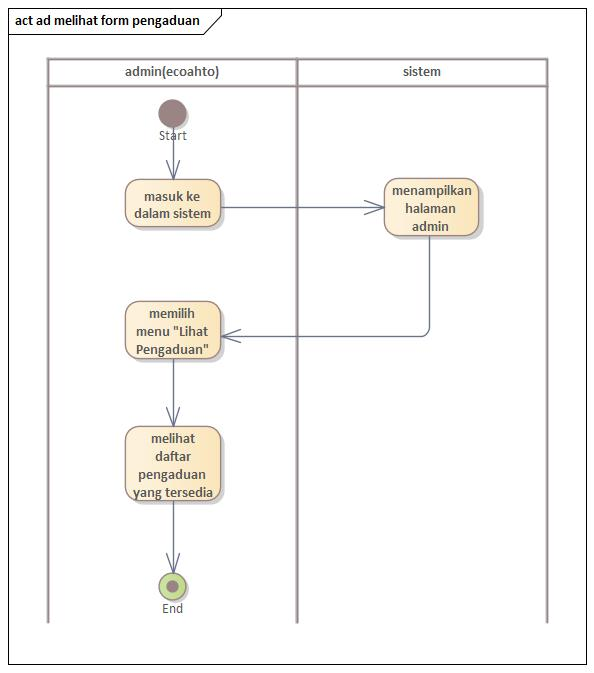 act ad melihat form pengaduan
admin(ecoahto)
sistem
Start
masuk ke
dalam sistem
menampilkan
halaman
admin
memilih
menu "Lihat
Pengaduan"
melihat
daftar
pengaduan
yang tersedia
End